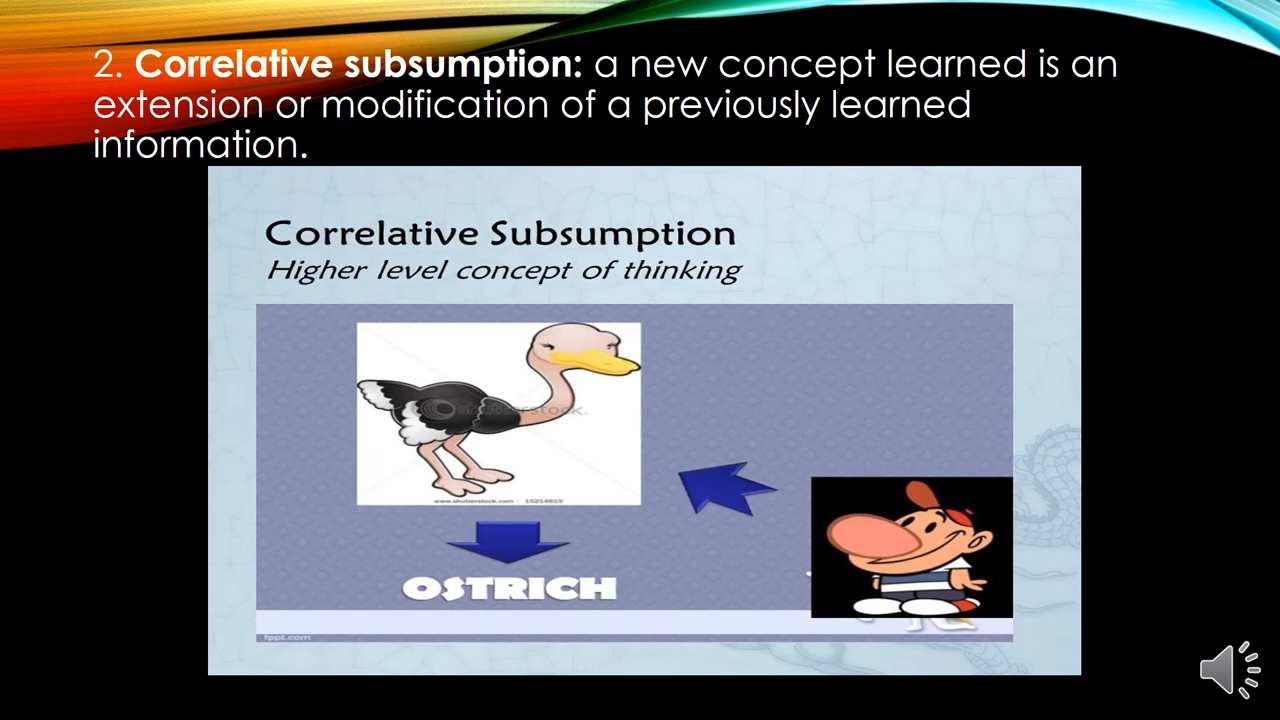 2. Correlative subsumption: a new concept learned is an
extension or modification of a previously learned
information.
Correlative Subsumption
Higher level concept of thinking
shutterstock.
www.shutterstock.com · 15214615
OSTRICH
fppt.com